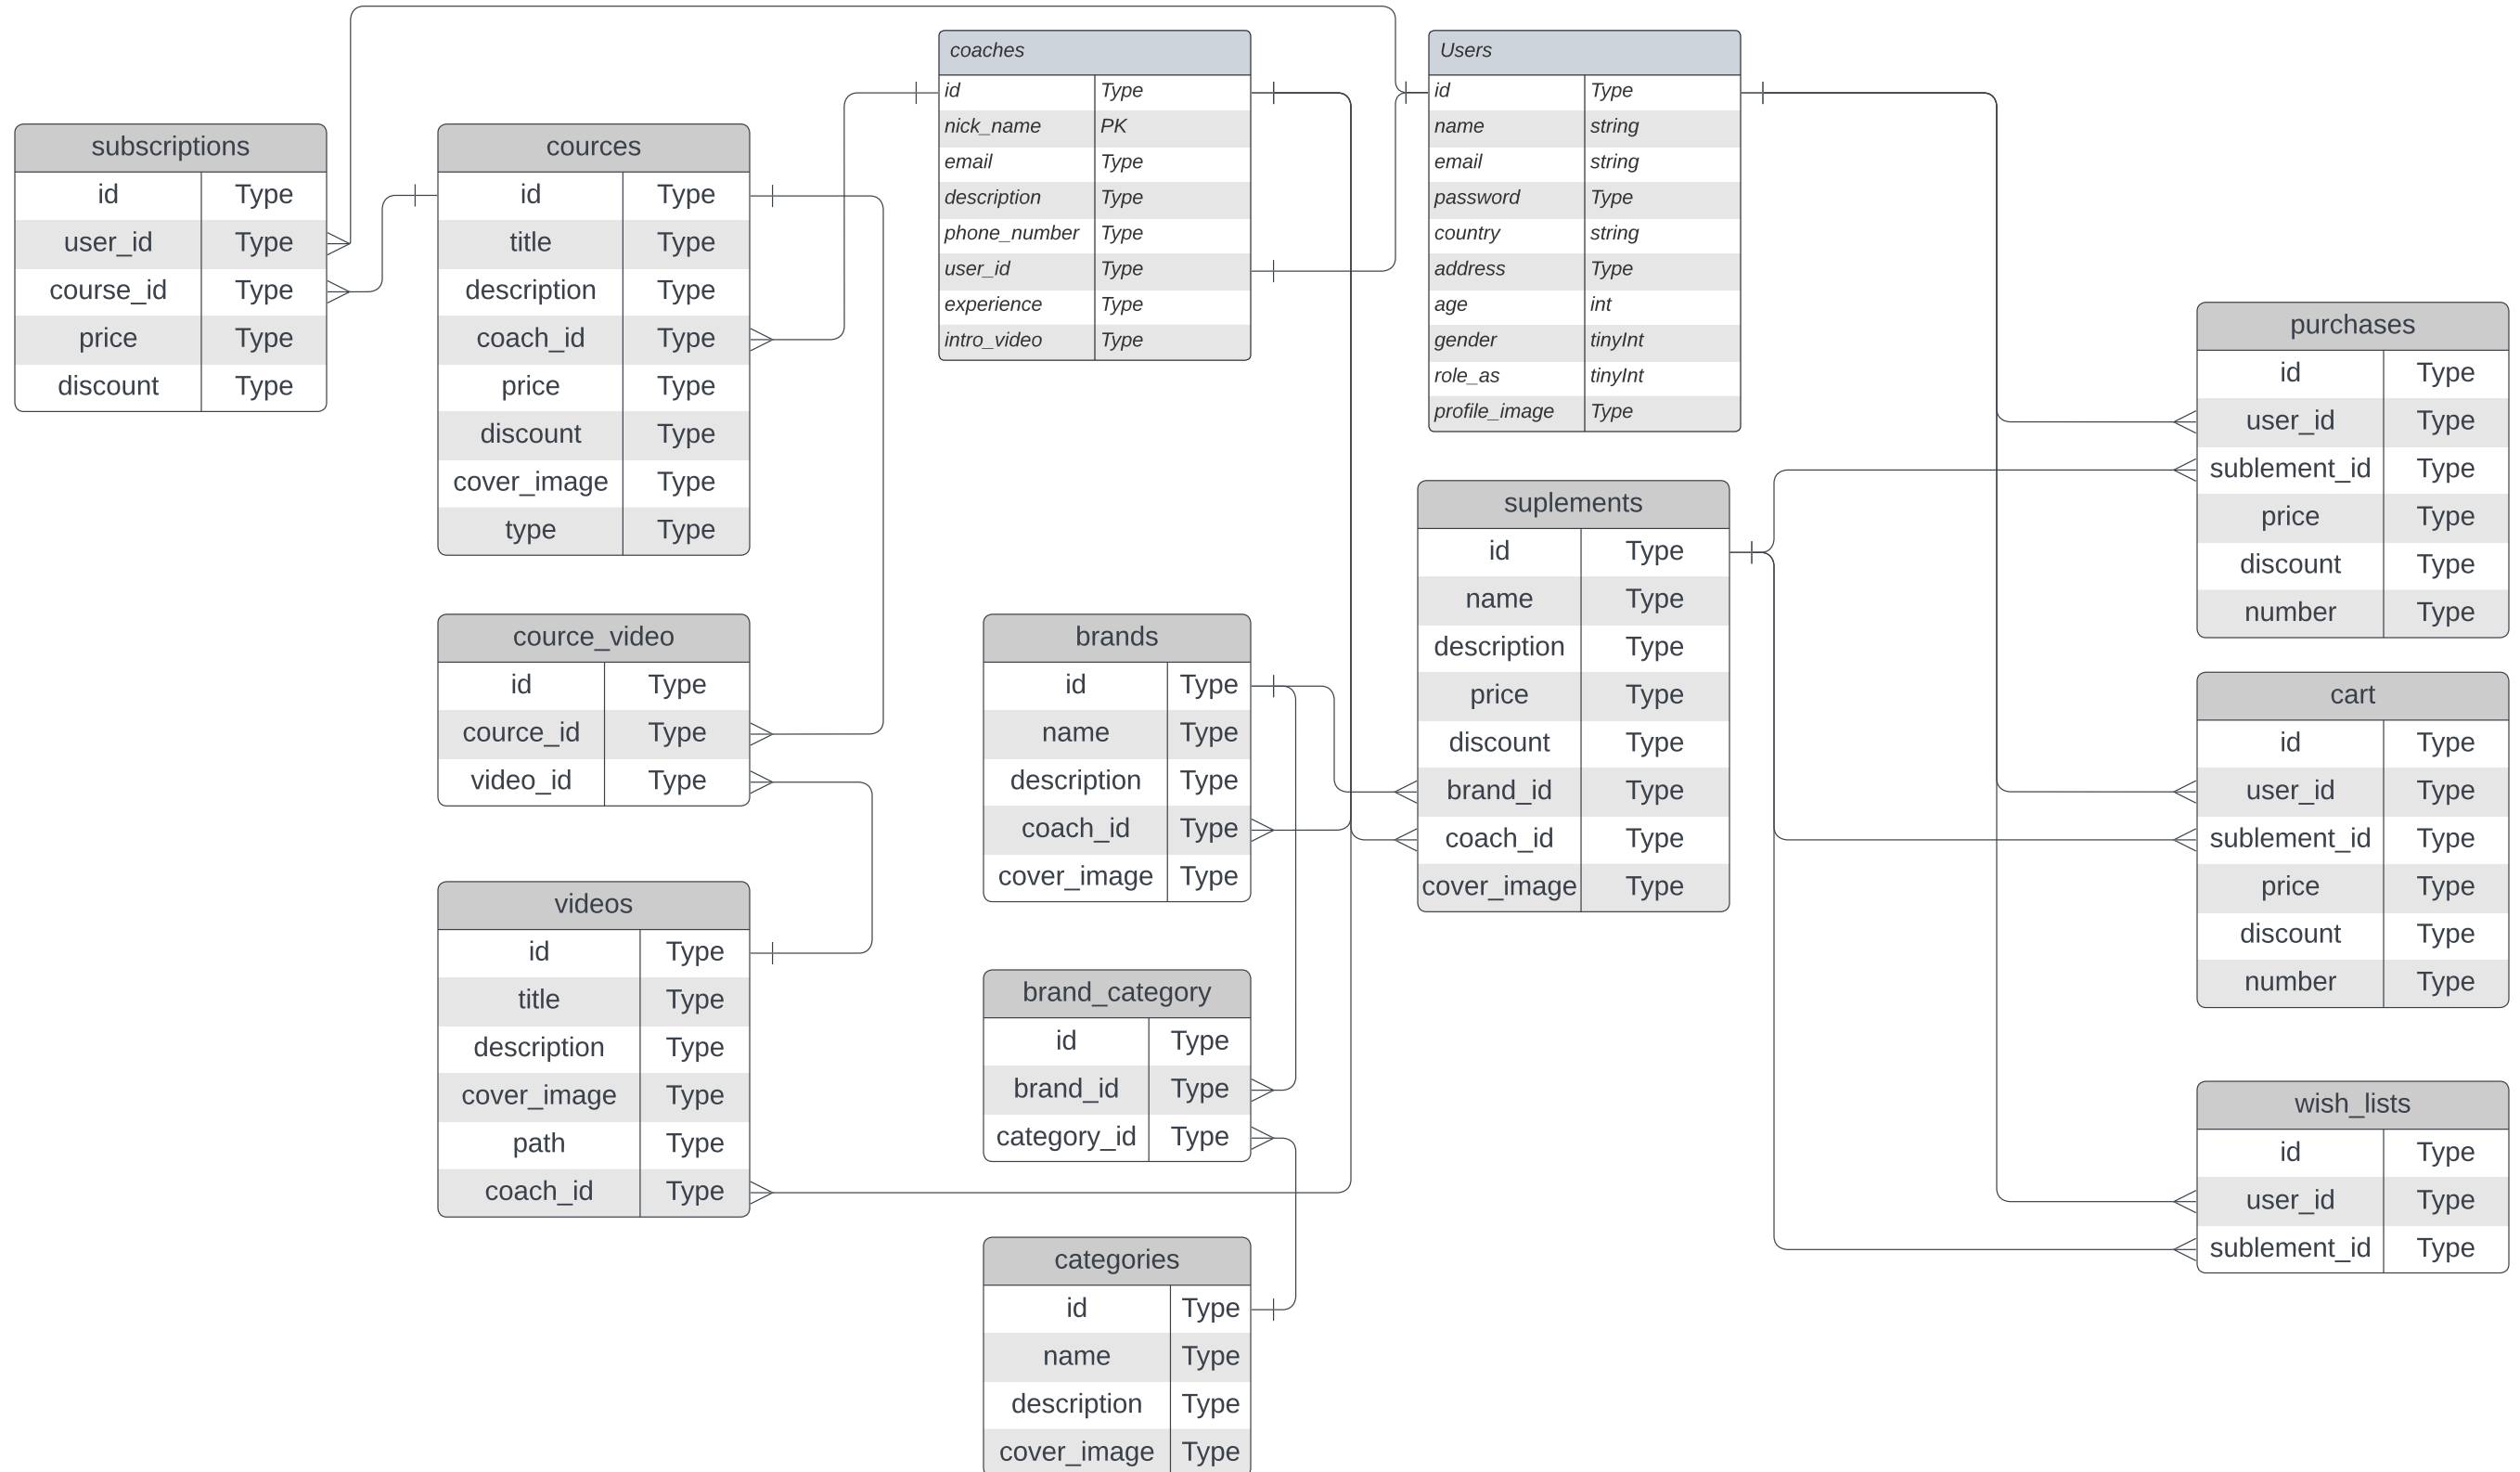 subscriptions
id Type
user_id Type
course_id Type
price Type
discount Type
cources
id Type
title Type
description Type
coach_id Type
price Type
discount Type
cover_image Type
type Type
coaches
id Type
nick_name PK
email Type
description Type
phone_number Type
user_id Type
experience Type
intro_video Type
Users
id Type
name string
email string
password Type
country string
address Type
age int
gender tinyInt
role_as tinyInt
profile_image Type
purchases
id Type
user_id Type
sublement_id Type
price Type
discount Type
number Type
suplements
id Type
name Type
description Type
price Type
discount Type
brand_id Type
coach_id Type
cover_image Type
cource_video
id Type
cource_id Type
video_id Type
brands
id Type
name Type
description Type
coach_id Type
cover_image Type
cart
id Type
user_id Type
sublement_id Type
price Type
discount Type
number Type
videos
id Type
title Type
description Type
cover_image Type
path Type
coach_id Type
brand_category
id Type
brand_id Type
category_id Type
wish_lists
id Type
user_id Type
sublement_id Type
categories
id Type
name Type
description Type
cover_image Type